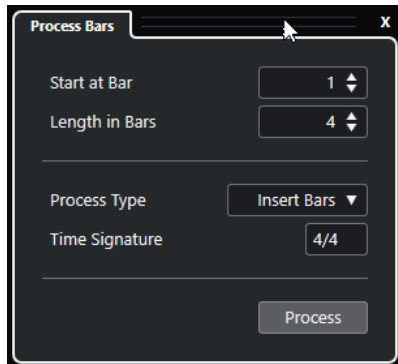 Process Bars X
Start at Bar 1
Length in Bars 4
Process Type Insert Bars
Time Signature 4/4
Process